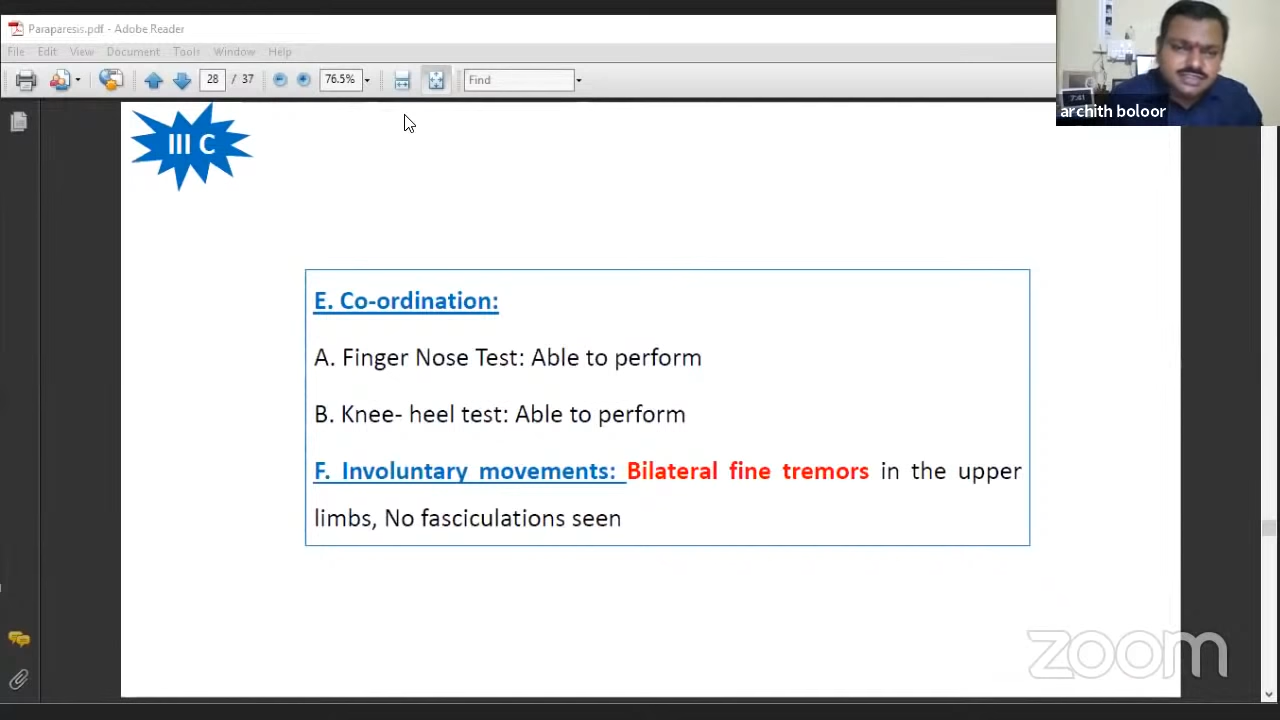 Paraparesis.pdf - Adobe Reader
File Edit View Document Tools Window Help
28 / 37 76.5% Find
7:41
archith boloor
III C
E. Co-ordination:
A. Finger Nose Test: Able to perform
B. Knee- heel test: Able to perform
F. Involuntary movements: Bilateral fine tremors in the upper
limbs, No fasciculations seen
zoom